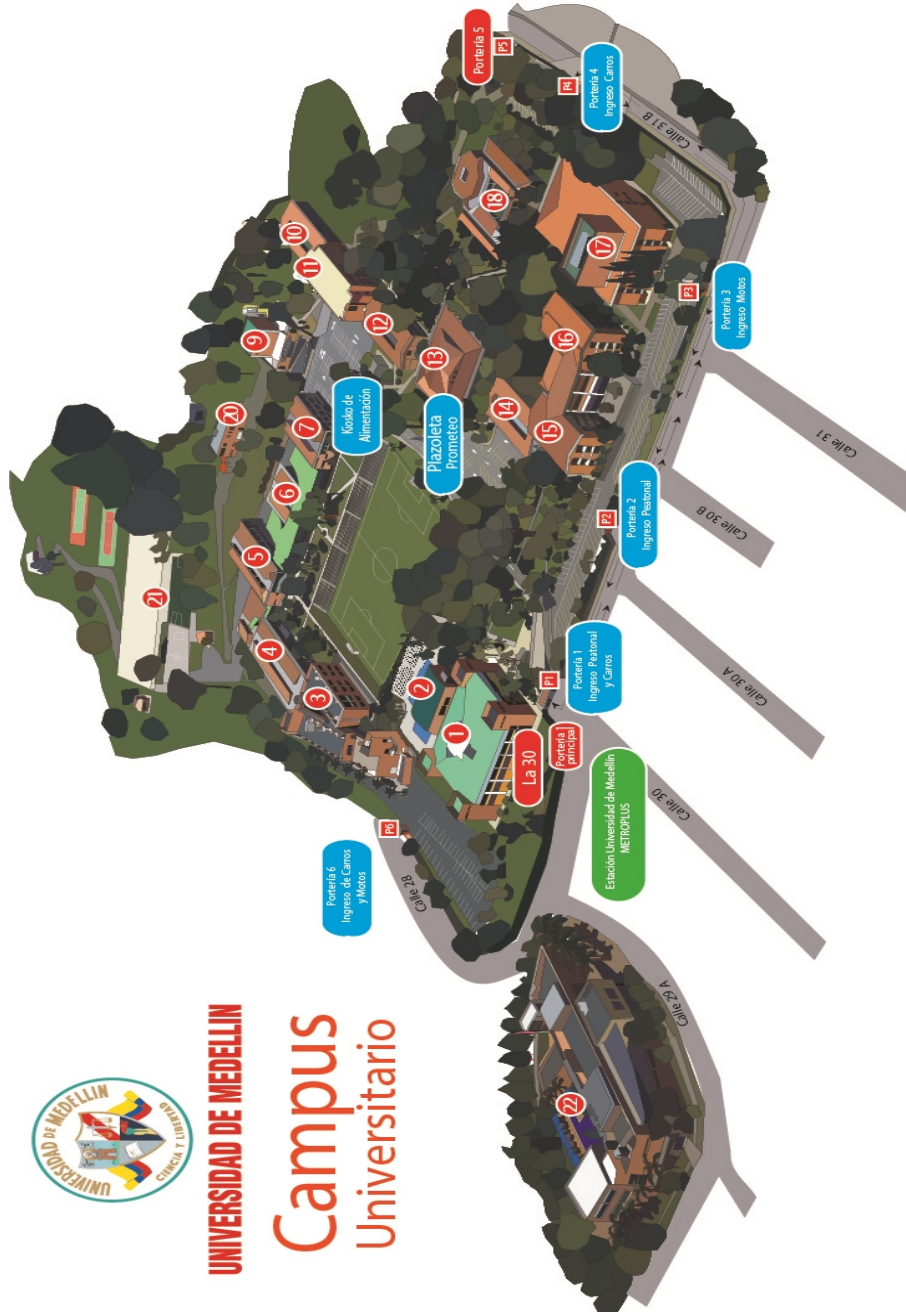 UNIVERSIDAD DE MEDELLIN
CIENCIA Y LIBERTAD
UNIVERSIDAD DE MEDELLIN
Campus
Universitario
Portería 6
Ingreso de Carros
y Motos
Calle 28
P6
21
20
9
10
11
12
5
6
7
4
3
Kiosko de
Alimentación
Plazoleta
Prometeo
13
14
15
16
17
18
2
1
La 30
Portería 1
principal
P1
Portería 1
Ingreso Peatonal
y Carros
Estación Universidad de Medellín
METROPLUS
P2
Portería 2
Ingreso Peatonal
P3
Portería 3
Ingreso Motos
P4
Portería 4
Ingreso Carros
Portería 5
P5
Calle 31 B
Calle 31
Calle 30 B
Calle 30 A
Calle 30
Calle 29 A
22